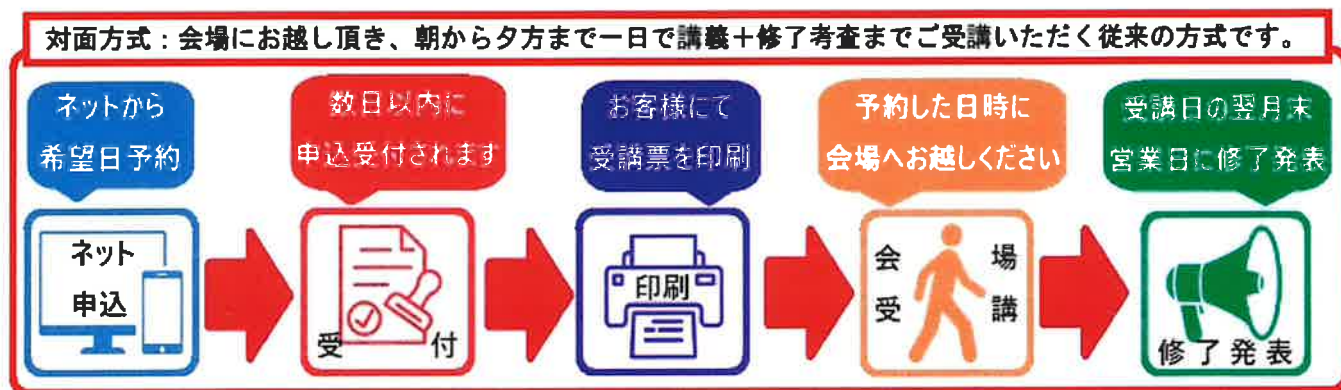 対面方式：会場にお越し頂き、朝から夕方まで一日で講義＋修了考査までご受講いただく従来の方式です。
ネットから
希望日予約
数日以内に
申込受付されます
お客様にて
受講票を印刷
予約した日時に
会場へお越しください
受講日の翌月末
営業日に修了発表
ネット
申込
受付
印刷
会場
受講
修了発表